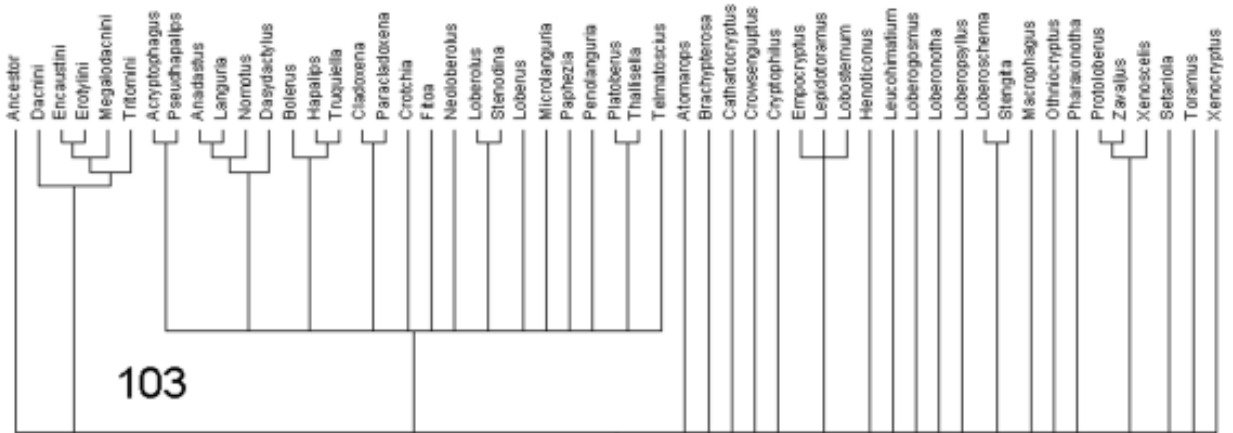 Ancestor
Dacnini
Encaustini
Erotylini
Megalodacnini
Tritomini
Acryptophagus
Pseudhapalips
Anadastus
Languria
Nomotus
Dasydactylus
Bolerus
Hapalips
Truquiella
Cladoxena
Paracladoxena
Crotchia
Fitoa
Neoloberolus
Loberolus
Stenodina
Loberus
Microlanguria
Paphezia
Penolanguria
Platoberus
Thallisella
Telmatoscius
Atomarops
Brachypterosa
Cathartocryptus
Crowsonguptus
Cryptophilus
Empocryptus
Lepidotoramus
Lobosternum
Henoticonus
Leucohimatium
Loberogosmus
Loberonotha
Loberopsyllus
Loberoschema
Stengita
Macrophagus
Othniocryptus
Pharaxonotha
Protoloberus
Zavaljus
Xenoscelis
Setariola
Toramus
Xenocryptus
103